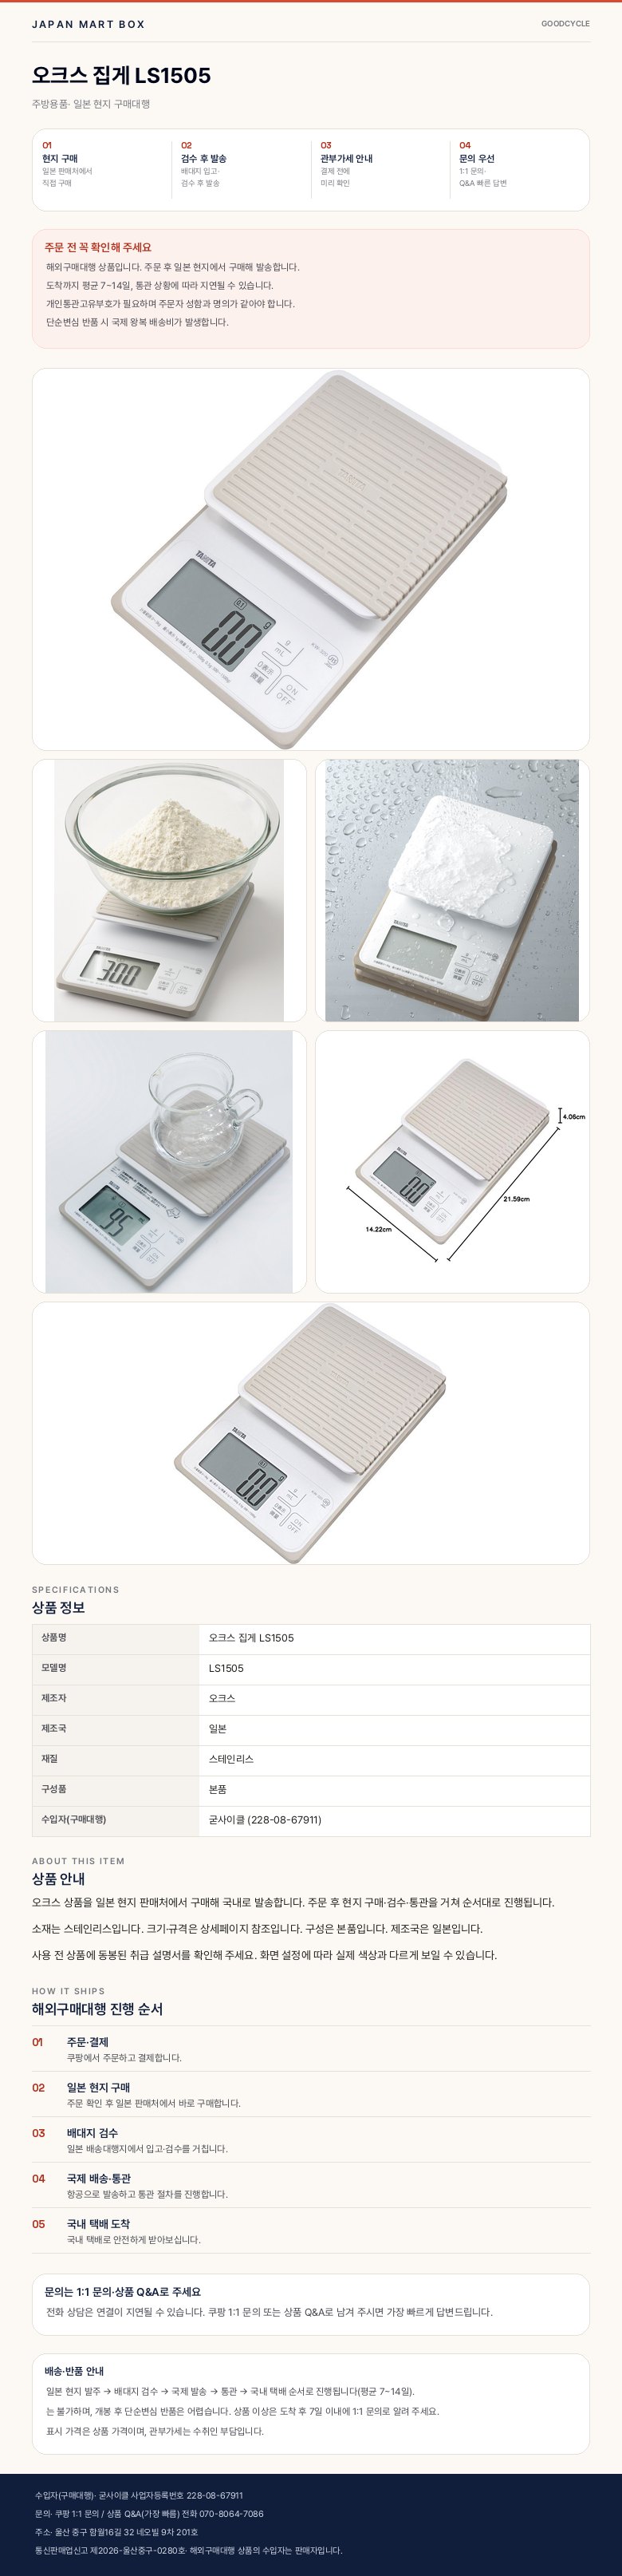 JAPAN MART BOX
GOODCYCLE
오크스 집게 LS1505
주방용품· 일본 현지 구매대행
01
현지 구매
일본 판매처에서
직접 구매
02
검수 후 발송
배대지 입고·
검수 후 발송
03
관부가세 안내
결제 전에
미리 확인
04
문의 우선
1:1 문의·
Q&A 빠른 답변
주문 전 꼭 확인해 주세요
해외구매대행 상품입니다. 주문 후 일본 현지에서 구매해 발송합니다.
도착까지 평균 7~14일, 통관 상황에 따라 지연될 수 있습니다.
개인통관고유부호가 필요하며 주문자 성함과 명의가 같아야 합니다.
단순변심 반품 시 국제 왕복 배송비가 발생합니다.
TANITA
0.1
g
0.0
g
mL
0表示
微量
ON
OFF
300
95
0.0
4.06cm
21.59cm
14.22cm
TANITA
0.0
g
mL
0表示
微量
ON
OFF
SPECIFICATIONS
상품 정보
상품명
오크스 집게 LS1505
모델명
LS1505
제조자
오크스
제조국
일본
재질
스테인리스
구성품
본품
수입자(구매대행)
굳사이클 (228-08-67911)
ABOUT THIS ITEM
상품 안내
오크스 상품을 일본 현지 판매처에서 구매해 국내로 발송합니다. 주문 후 현지 구매·검수·통관을 거쳐 순서대로 진행됩니다.
소재는 스테인리스입니다. 크기·규격은 상세페이지 참조입니다. 구성은 본품입니다. 제조국은 일본입니다.
사용 전 상품에 동봉된 취급 설명서를 확인해 주세요. 화면 설정에 따라 실제 색상과 다르게 보일 수 있습니다.
HOW IT SHIPS
해외구매대행 진행 순서
01
주문·결제
쿠팡에서 주문하고 결제합니다.
02
일본 현지 구매
주문 확인 후 일본 판매처에서 바로 구매합니다.
03
배대지 검수
일본 배송대행지에서 입고·검수를 거칩니다.
04
국제 배송·통관
항공으로 발송하고 통관 절차를 진행합니다.
05
국내 택배 도착
국내 택배로 안전하게 받아보십니다.
문의는 1:1 문의·상품 Q&A로 주세요
전화 상담은 연결이 지연될 수 있습니다. 쿠팡 1:1 문의 또는 상품 Q&A로 남겨 주시면 가장 빠르게 답변드립니다.
배송·반품 안내
일본 현지 발주 → 배대지 검수 → 국제 발송 → 통관 → 국내 택배 순서로 진행됩니다(평균 7~14일).
는 불가하며, 개봉 후 단순변심 반품은 어렵습니다. 상품 이상은 도착 후 7일 이내에 1:1 문의로 알려 주세요.
표시 가격은 상품 가격이며, 관부가세는 수취인 부담입니다.
수입자(구매대행)· 굳사이클 사업자등록번호 228-08-67911
문의· 쿠팡 1:1 문의 / 상품 Q&A(가장 빠름) 전화 070-8064-7086
주소· 울산 중구 함월16길 32 네오빌 9차 201호
통신판매업신고 제2026-울산중구-0280호· 해외구매대행 상품의 수입자는 판매자입니다.